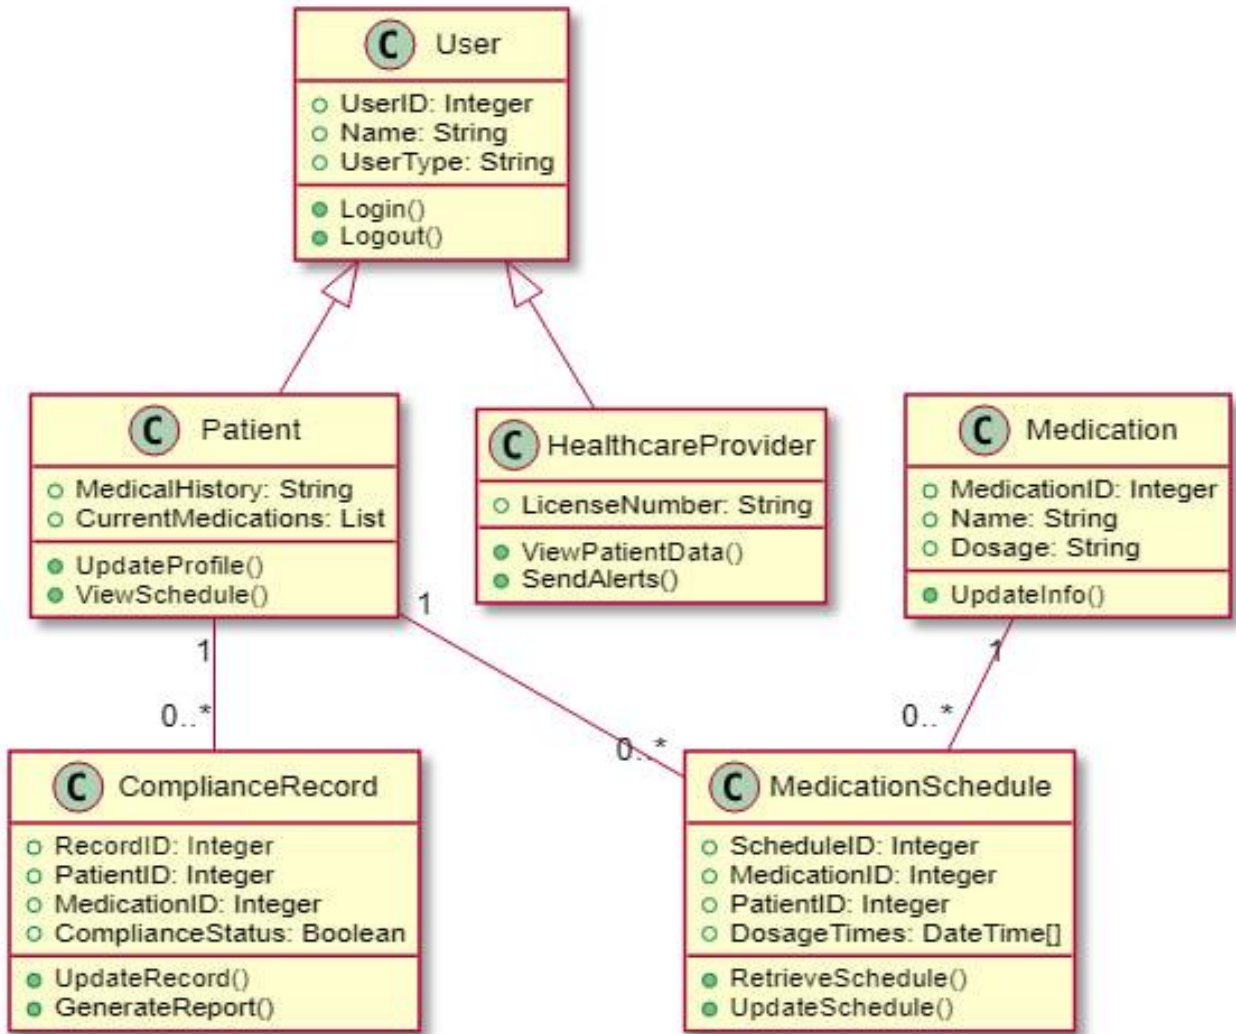 C User
UserID: Integer
Name: String
UserType: String
Login()
Logout()
C Patient
MedicalHistory: String
CurrentMedications: List
UpdateProfile()
ViewSchedule()
C HealthcareProvider
LicenseNumber: String
ViewPatientData()
SendAlerts()
C Medication
MedicationID: Integer
Name: String
Dosage: String
UpdateInfo()
1
1
1
0..*
0..*
0..*
C ComplianceRecord
RecordID: Integer
PatientID: Integer
MedicationID: Integer
ComplianceStatus: Boolean
UpdateRecord()
GenerateReport()
C MedicationSchedule
ScheduleID: Integer
MedicationID: Integer
PatientID: Integer
DosageTimes: DateTime[]
RetrieveSchedule()
UpdateSchedule()